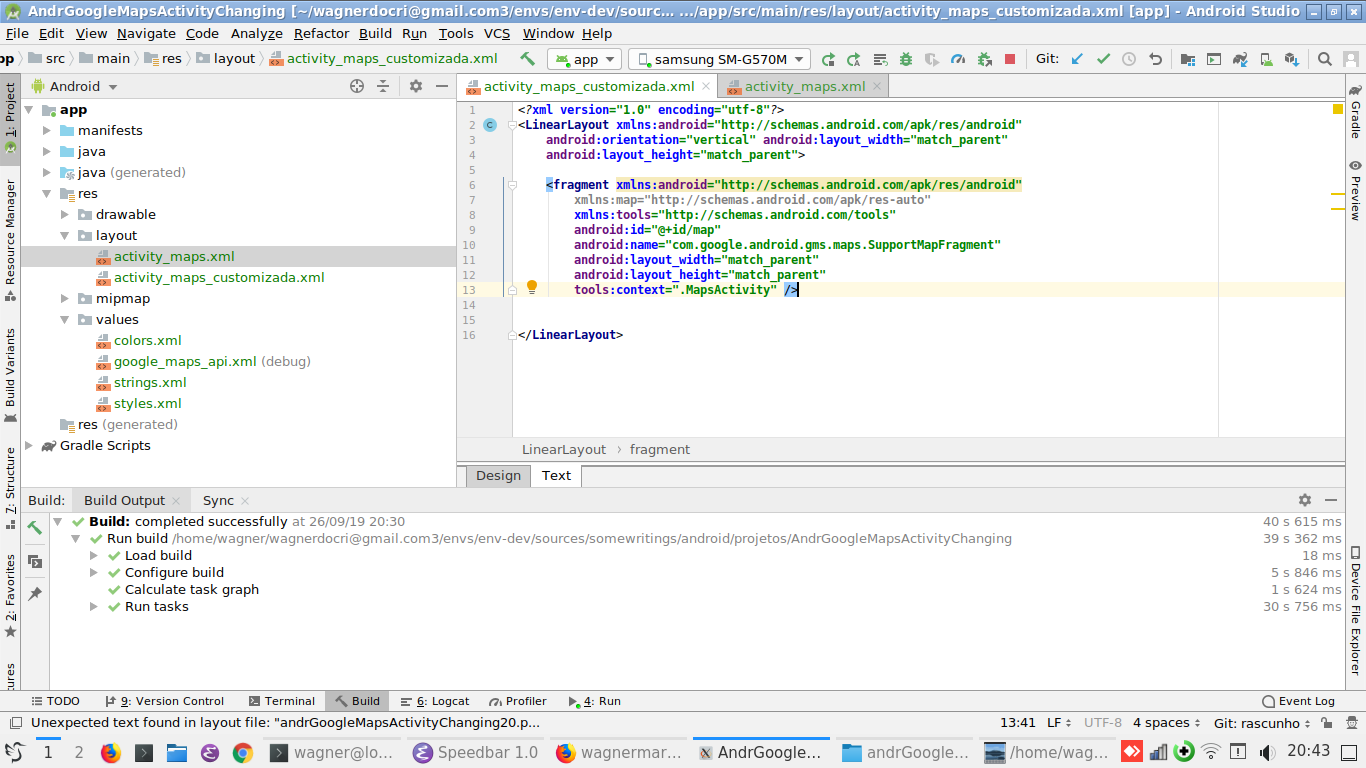 AndrGoogleMapsActivityChanging [~/wagnerdocri@gmail.com3/envs/env-dev/sourc... .../app/src/main/res/layout/activity_maps_customizada.xml [app] - Android Studio
File Edit View Navigate Code Analyze Refactor Build Run Tools VCS Window Help
pp src main res layout activity_maps_customizada.xml app samsung SM-G570M Git:
Android
activity_maps_customizada.xml activity_maps.xml
1: Project
Resource Manager
Build Variants
7: Structure
2: Favorites
tures
app
manifests
java
java (generated)
res
drawable
layout
activity_maps.xml
activity_maps_customizada.xml
mipmap
values
colors.xml
google_maps_api.xml (debug)
strings.xml
styles.xml
res (generated)
Gradle Scripts
1 <?xml version="1.0" encoding="utf-8"?>
2 C <LinearLayout xmlns:android="http://schemas.android.com/apk/res/android"
3 android:orientation="vertical" android:layout_width="match_parent"
4 android:layout_height="match_parent">
5
6 <fragment xmlns:android="http://schemas.android.com/apk/res/android"
7 xmlns:map="http://schemas.android.com/apk/res-auto"
8 xmlns:tools="http://schemas.android.com/tools"
9 android:id="@+id/map"
10 android:name="com.google.android.gms.maps.SupportMapFragment"
11 android:layout_width="match_parent"
12 android:layout_height="match_parent"
13 tools:context=".MapsActivity" />
14
15
16 </LinearLayout>
LinearLayout › fragment
Design Text
Gradle
Preview
Device File Explorer
Build: Build Output Sync
Build: completed successfully at 26/09/19 20:30 40 s 615 ms
Run build /home/wagner/wagnerdocri@gmail.com3/envs/env-dev/sources/somewritings/android/projetos/AndrGoogleMapsActivityChanging 39 s 362 ms
Load build 18 ms
Configure build 5 s 846 ms
Calculate task graph 1 s 624 ms
Run tasks 30 s 756 ms
TODO 9: Version Control Terminal Build 6: Logcat Profiler 4: Run Event Log
Unexpected text found in layout file: "andrGoogleMapsActivityChanging20.p... 13:41 LF UTF-8 4 spaces Git: rascunho
1 2 wagner@lo... Speedbar 1.0 wagnermar... AndrGoogle... andrGoogle... /home/wag... 20:43